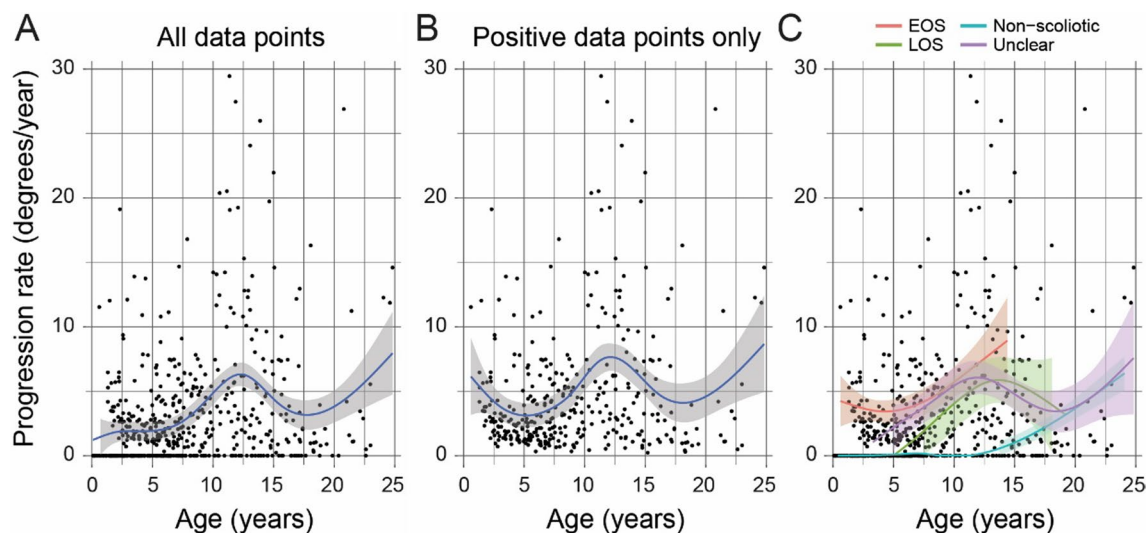 A All data points
B Positive data points only
C
EOS Non-scoliotic
LOS Unclear
Progression rate (degrees/year)
30
20
10
0
0 5 10 15 20 25
Age (years)
30
20
10
0
0 5 10 15 20 25
Age (years)
30
20
10
0
0 5 10 15 20 25
Age (years)